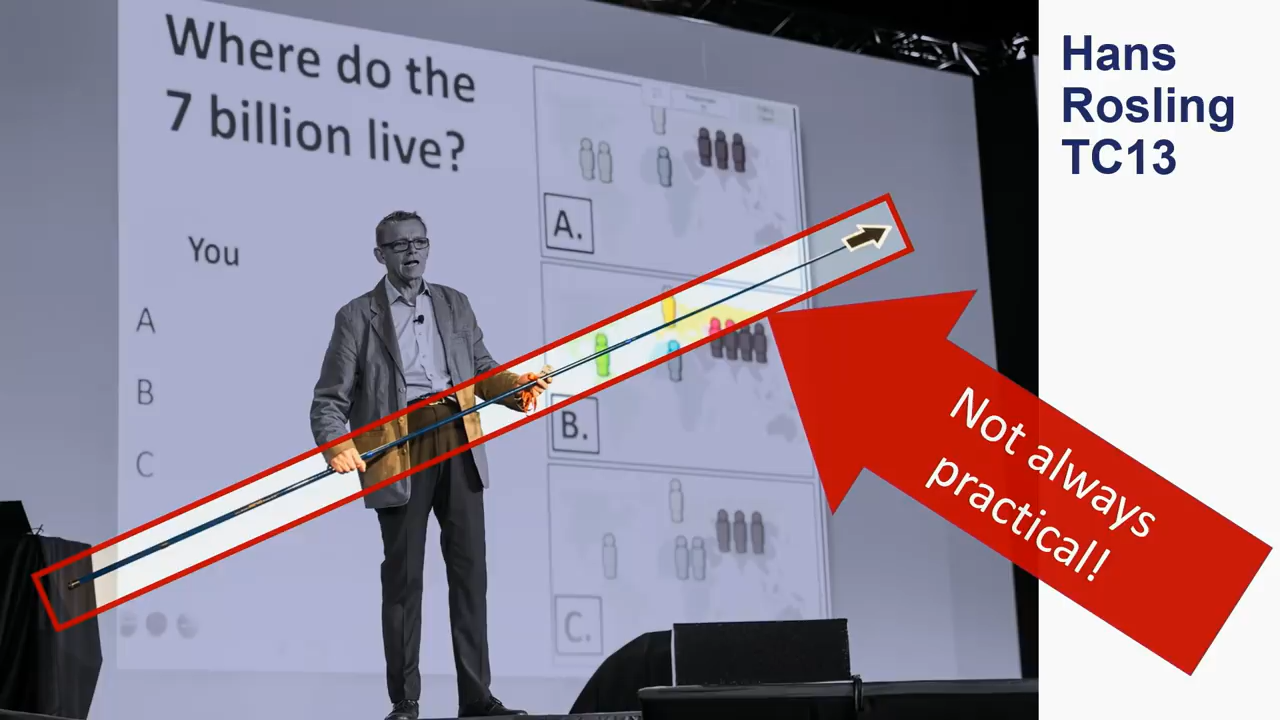 Where do the
7 billion live?
You
A
B
C
A.
B.
C.
Hans
Rosling
TC13
Not always
practical!